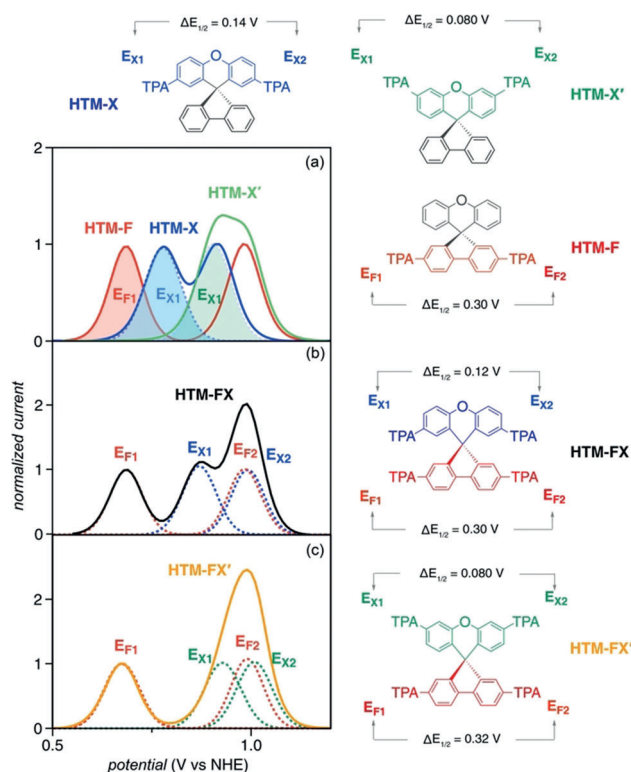 ΔE1/2 = 0.14 V
EX1
EX2
O
TPA
TPA
HTM-X
ΔE1/2 = 0.080 V
EX1
EX2
O
TPA
TPA
HTM-X′
2
(a)
HTM-X′
HTM-F
HTM-X
1
EF1
EX1
EX1
0
O
HTM-F
TPA
TPA
EF1
EF2
ΔE1/2 = 0.30 V
normalized current
(b)
HTM-FX
2
EX1
EF2
EF1
EX2
1
0
ΔE1/2 = 0.12 V
EX1
EX2
O
TPA
TPA
HTM-FX
TPA
TPA
EF1
EF2
ΔE1/2 = 0.30 V
(c)
HTM-FX′
2
EF1
EX1
EF2
EX2
1
0
0.5
1.0
potential (V vs NHE)
ΔE1/2 = 0.080 V
EX1
EX2
O
TPA
TPA
HTM-FX′
TPA
TPA
EF1
EF2
ΔE1/2 = 0.32 V